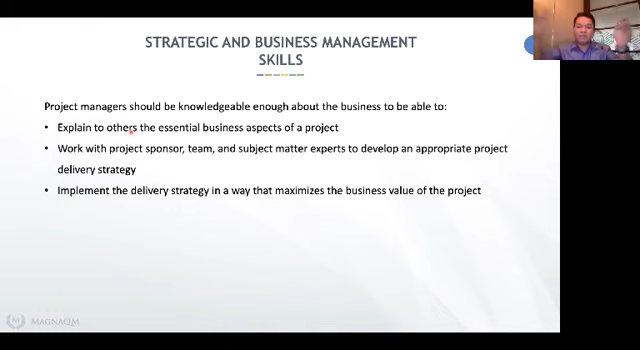 STRATEGIC AND BUSINESS MANAGEMENT
SKILLS
Project managers should be knowledgeable enough about the business to be able to:
• Explain to others the essential business aspects of a project
• Work with project sponsor, team, and subject matter experts to develop an appropriate project
delivery strategy
• Implement the delivery strategy in a way that maximizes the business value of the project
MAGNAQM